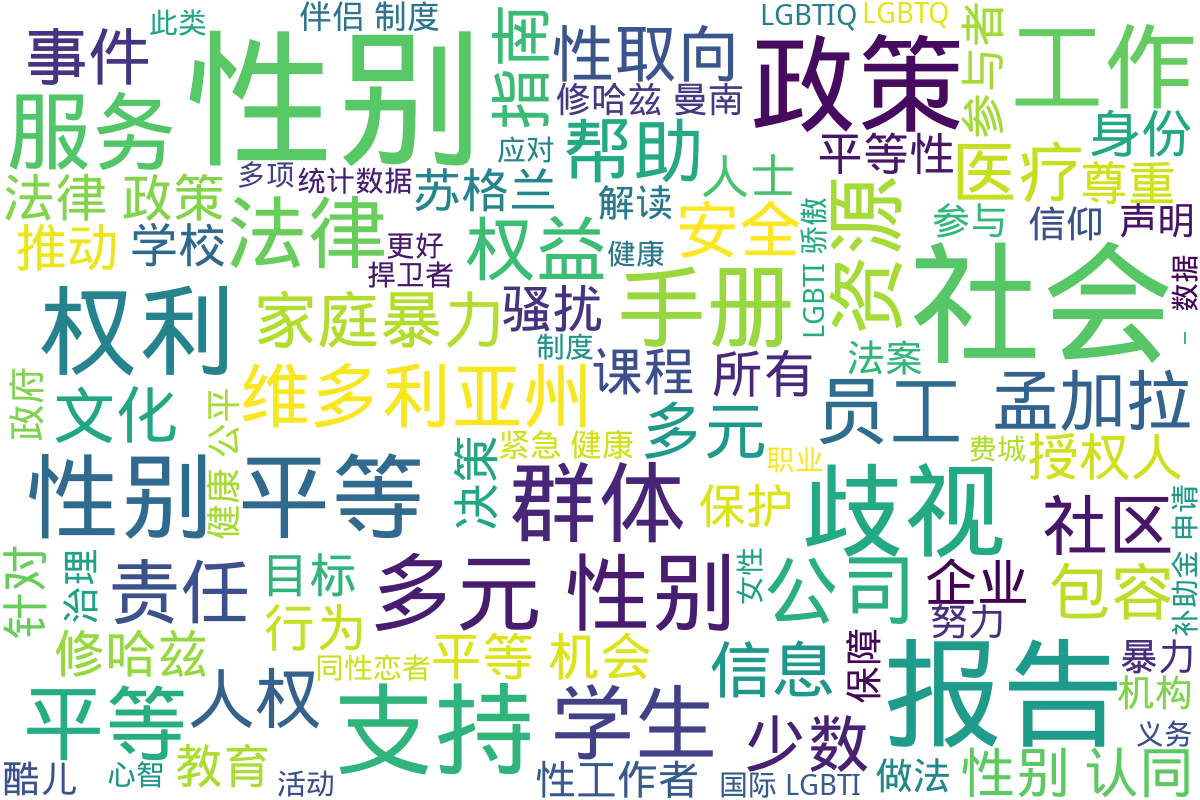 伴侣 制度
LGBTIQ
LGBTQ
此类
事件
性别
指南
性取向
政策
参与者
工作
服务
修哈兹 曼南
身份
帮助
平等性
应对
医疗
尊重
多项
统计数据
苏格兰
人士
解读
资源
法律 政策
法律
安全
骄傲
参与
信仰
声明
推动
学校
更好
权益
健康
捍卫者
社会
数据
LGBTI
手册
权利
家庭暴力
骚扰
制度
课程
所有
法案
-
政府
文化
公平
维多利亚州
多元
员工
孟加拉
紧急 健康
决策
职业
费城
授权人
性别平等
健康
群体
保护
歧视
社区
申请
针对
治理
责任
目标
多元 性别
女性
公司
企业
包容
补助金
行为
努力
修哈兹
同性恋者
平等 机会
信息
保障
报告
暴力
机构
平等
人权
支持
学生
少数
义务
酷儿
心智
教育
活动
性工作者
国际 LGBTI
做法
性别 认同